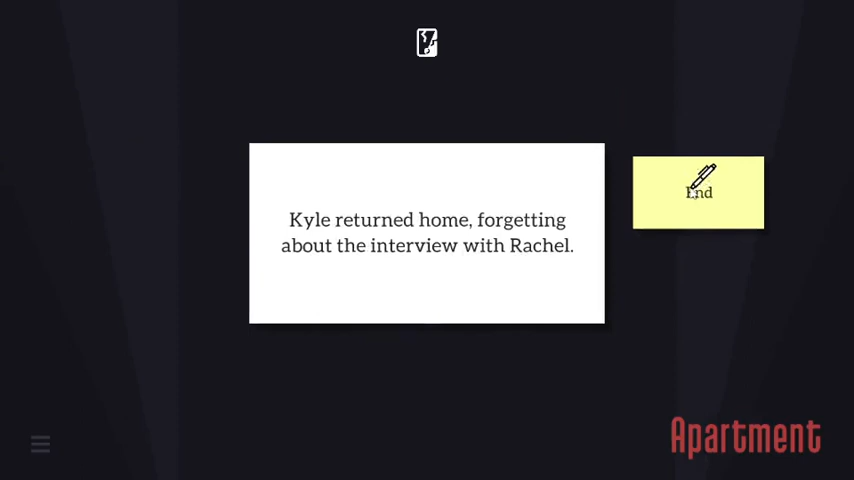 Kyle returned home, forgetting
about the interview with Rachel.
End
Apartment